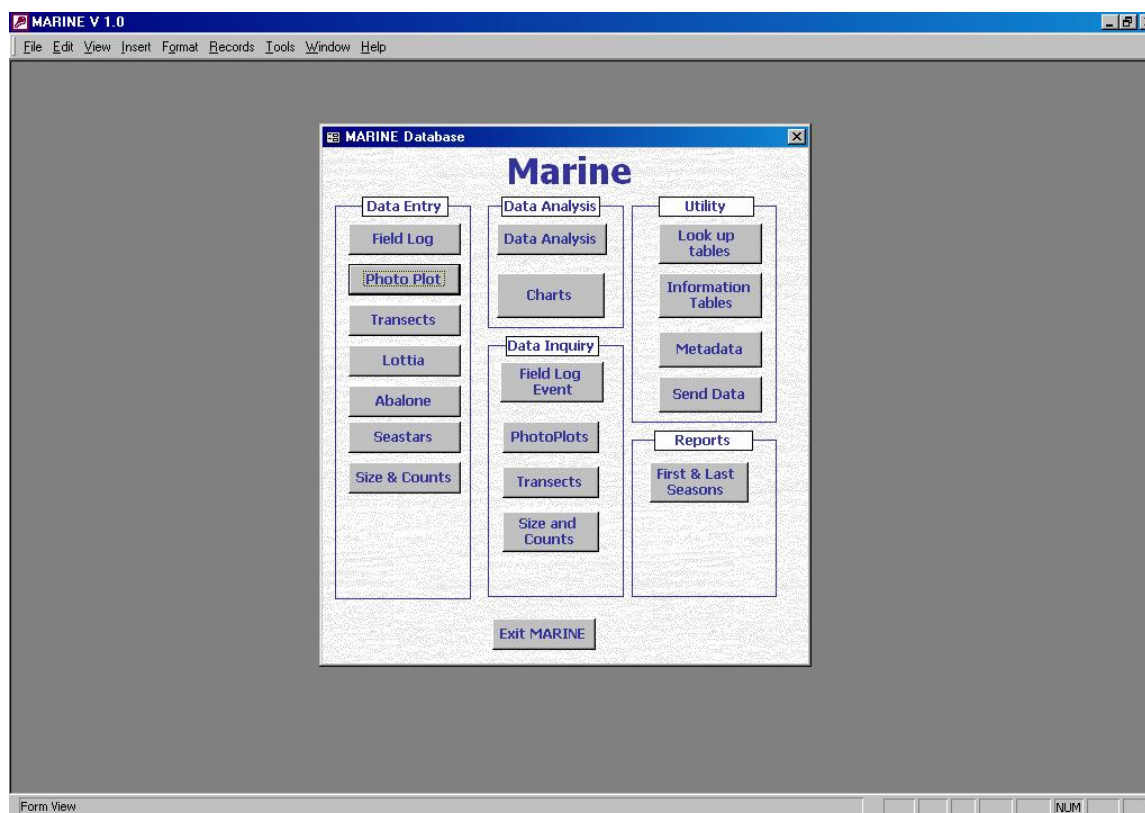 MARINE V 1.0
File Edit View Insert Format Records Tools Window Help
MARINE Database
Marine
Data Entry
Field Log
Photo Plot
Transects
Lottia
Abalone
Seastars
Size & Counts
Data Analysis
Data Analysis
Charts
Data Inquiry
Field Log
Event
PhotoPlots
Transects
Size and
Counts
Utility
Look up
tables
Information
Tables
Metadata
Send Data
Reports
First & Last
Seasons
Exit MARINE
Form View
NUM